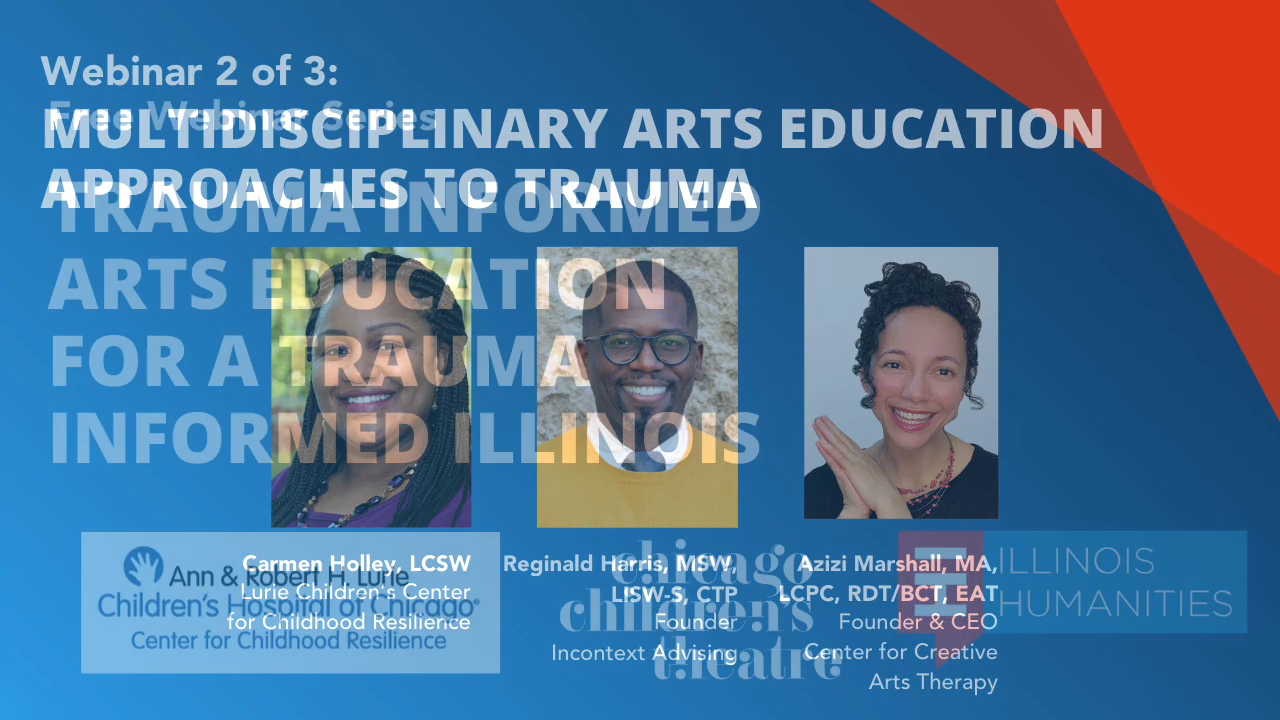 Webinar 2 of 3:
Free Webinar Series
MULTIDISCIPLINARY ARTS EDUCATION
APPROACHES TO TRAUMA
TRAUMA INFORMED
ARTS EDUCATION
FOR A TRAUMA
INFORMED ILLINOIS
Carmen Holley, LCSW
Lurie Children's Center
for Childhood Resilience
Reginald Harris, MSW,
LISW-S, CTP
Founder
Incontext Advising
Azizi Marshall, MA,
LCPC, RDT/BCT, EAT
Founder & CEO
Center for Creative
Arts Therapy
Ann & Robert H. Lurie
Children's Hospital of Chicago®
Center for Childhood Resilience
chicago
children's
theatre
ILLINOIS
HUMANITIES